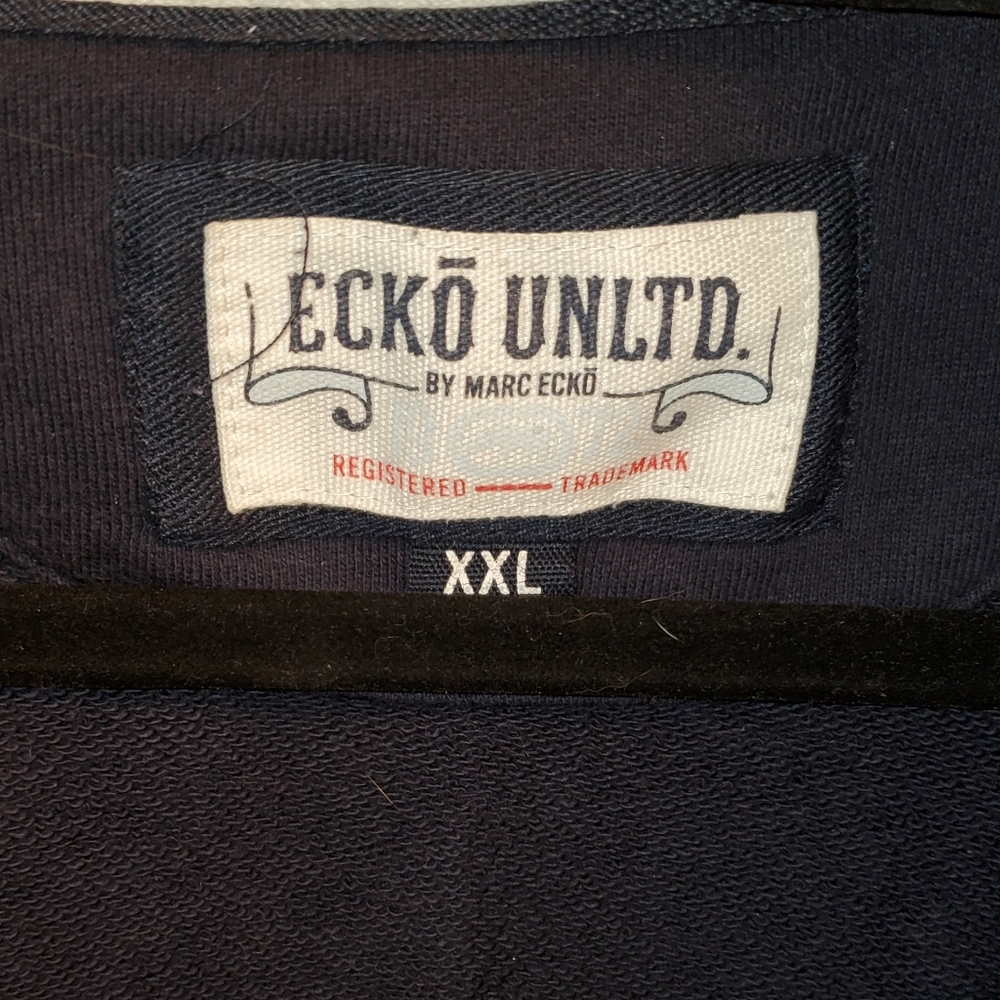 ECKŌ UNLTD.
BY MARC ECKŌ
REGISTERED — TRADEMARK
XXL